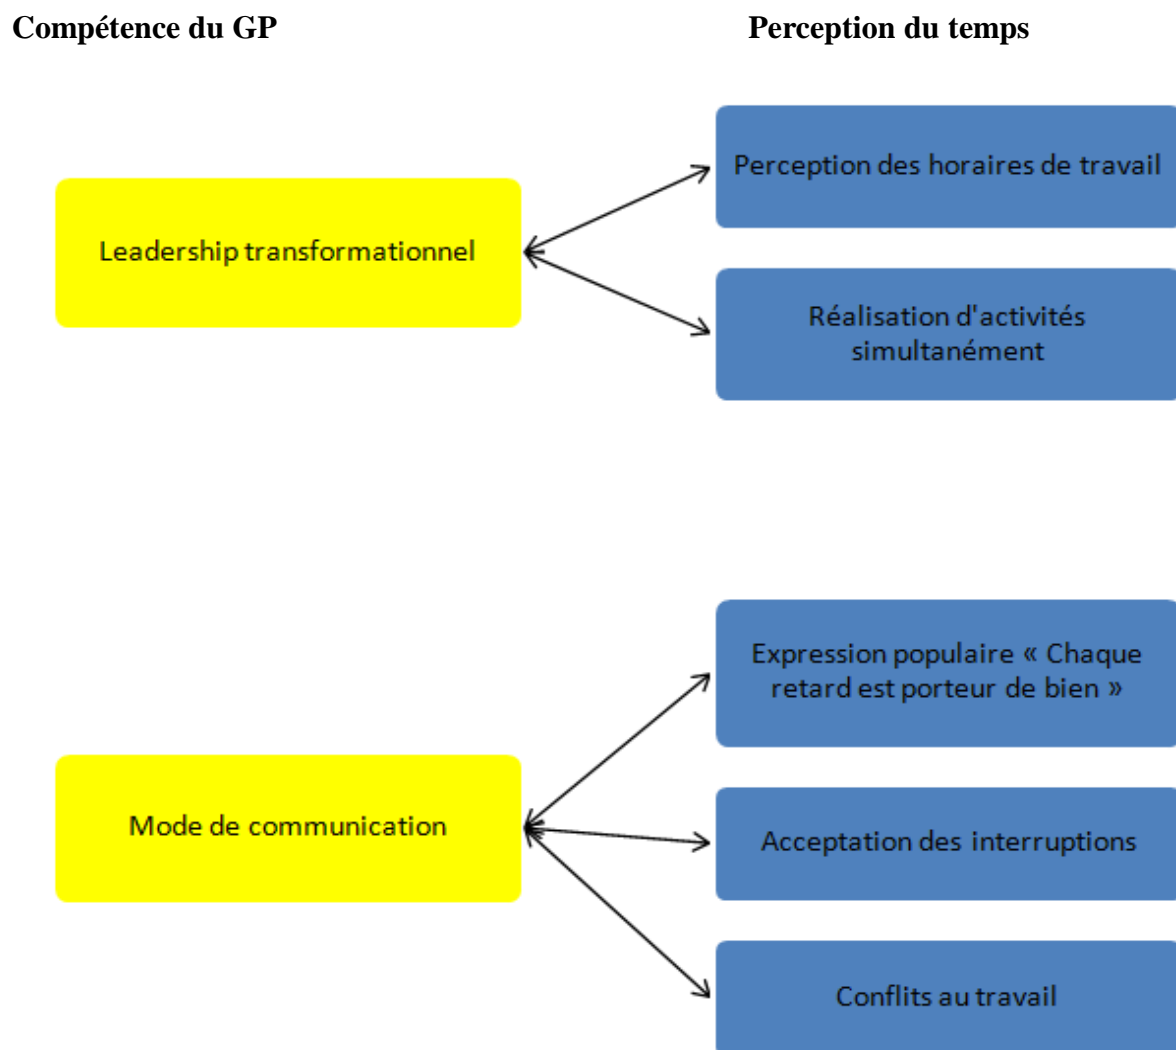 Compétence du GP
Perception du temps
Leadership transformationnel
Perception des horaires de travail
Réalisation d'activités
simultanément
Mode de communication
Expression populaire « Chaque
retard est porteur de bien »
Acceptation des interruptions
Conflits au travail